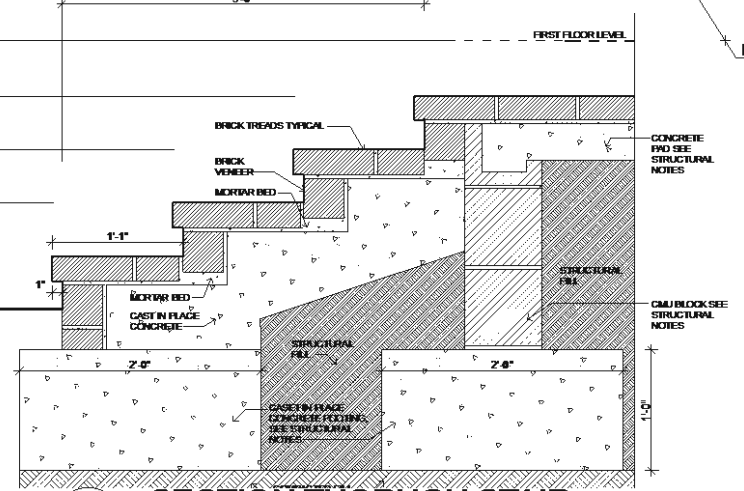 FIRST FLOOR LEVEL
BRICK TREADS TYPICAL
CONCRETE
PAD SEE
STRUCTURAL
NOTES
BRICK
VENEER
MORTAR BED
1'-1"
STRUCTURAL
FILL
1"
MORTAR BED
CAST IN PLACE
CONCRETE
CMU BLOCK SEE
STRUCTURAL
NOTES
STRUCTURAL
FILL
2'-0"
2'-0"
1'-0"
CAST IN PLACE
CONCRETE FOOTING,
SEE STRUCTURAL
NOTES